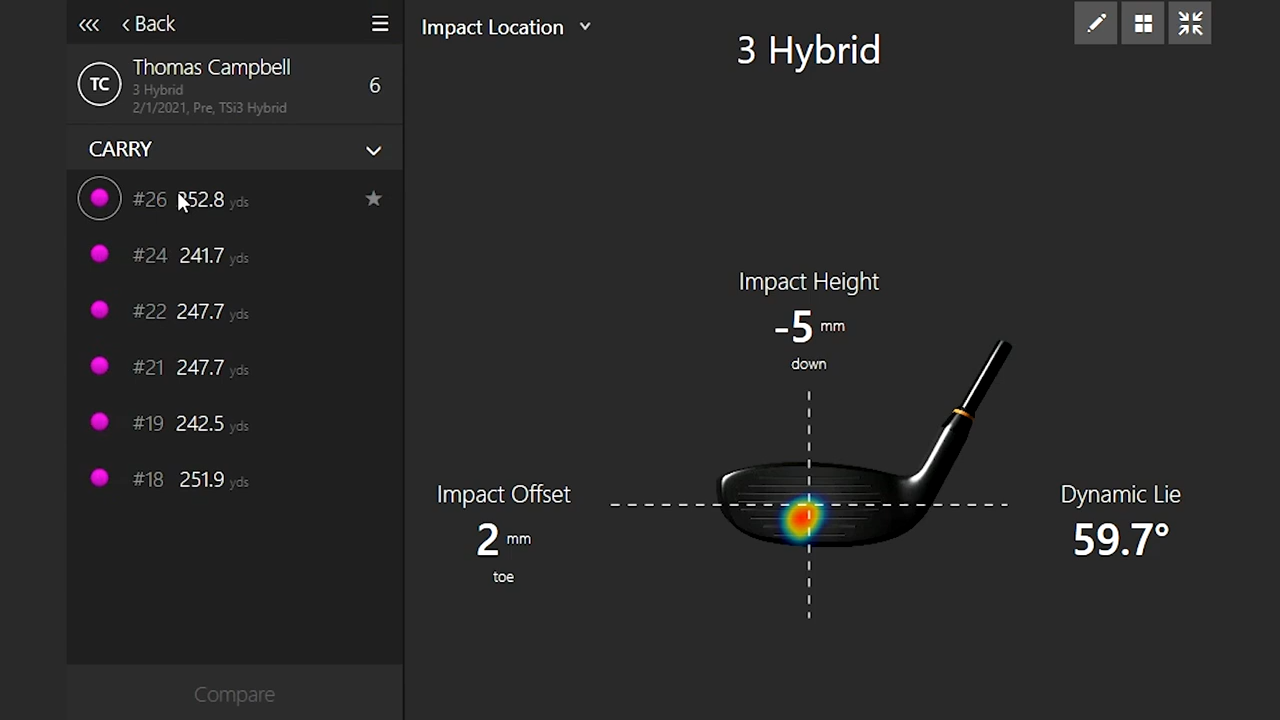 Back
Thomas Campbell
TC
3 Hybrid
6
2/1/2021, Pre, TSi3 Hybrid
CARRY
#26 yds
#24 241.7 yds
#22 247.7 yds
#21 247.7 yds
#19 242.5 yds
#18 251.9 yds
Compare
Impact Location
3 Hybrid
Impact Height
-5 mm
down
Impact Offset
2 mm
toe
Dynamic Lie
59.7°